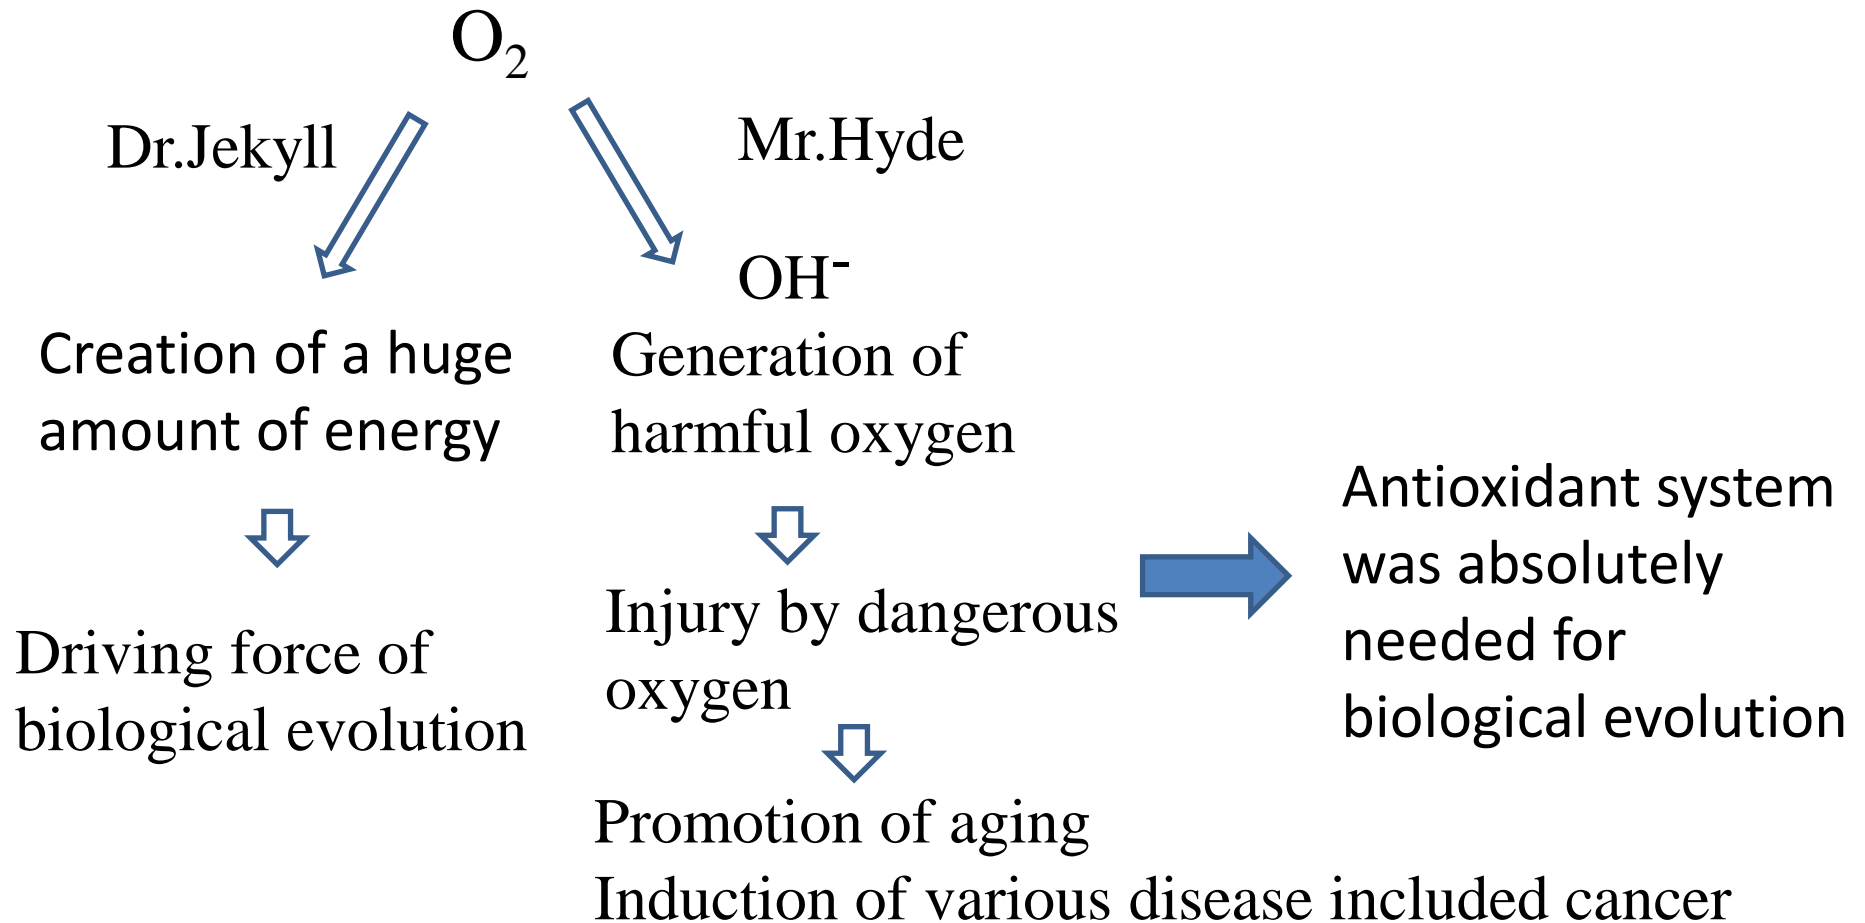 O₂
Dr.Jekyll
Creation of a huge
amount of energy
Driving force of
biological evolution
Mr.Hyde
OH⁻
Generation of
harmful oxygen
Injury by dangerous
oxygen
Promotion of aging
Induction of various disease included cancer
Antioxidant system
was absolutely
needed for
biological evolution